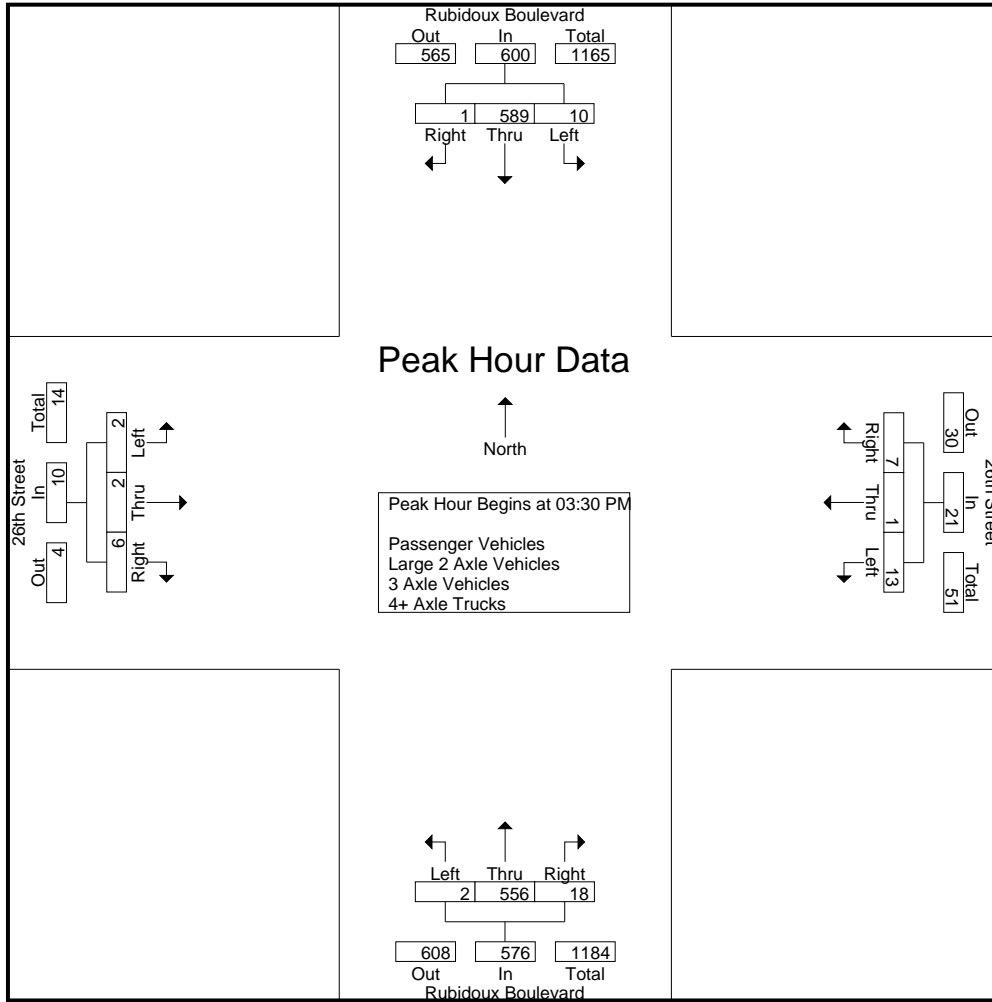 Rubidoux Boulevard
Out In Total
565 600 1165
1 589 10
Right Thru Left
Peak Hour Data
North
Peak Hour Begins at 03:30 PM
Passenger Vehicles
Large 2 Axle Vehicles
3 Axle Vehicles
4+ Axle Trucks
26th Street
Out In Total
4 10 14
Right Thru Left
6 2 2
26th Street
Out In Total
30 21 51
Right Thru Left
7 1 13
Left Thru Right
2 556 18
608 576 1184
Out In Total
Rubidoux Boulevard